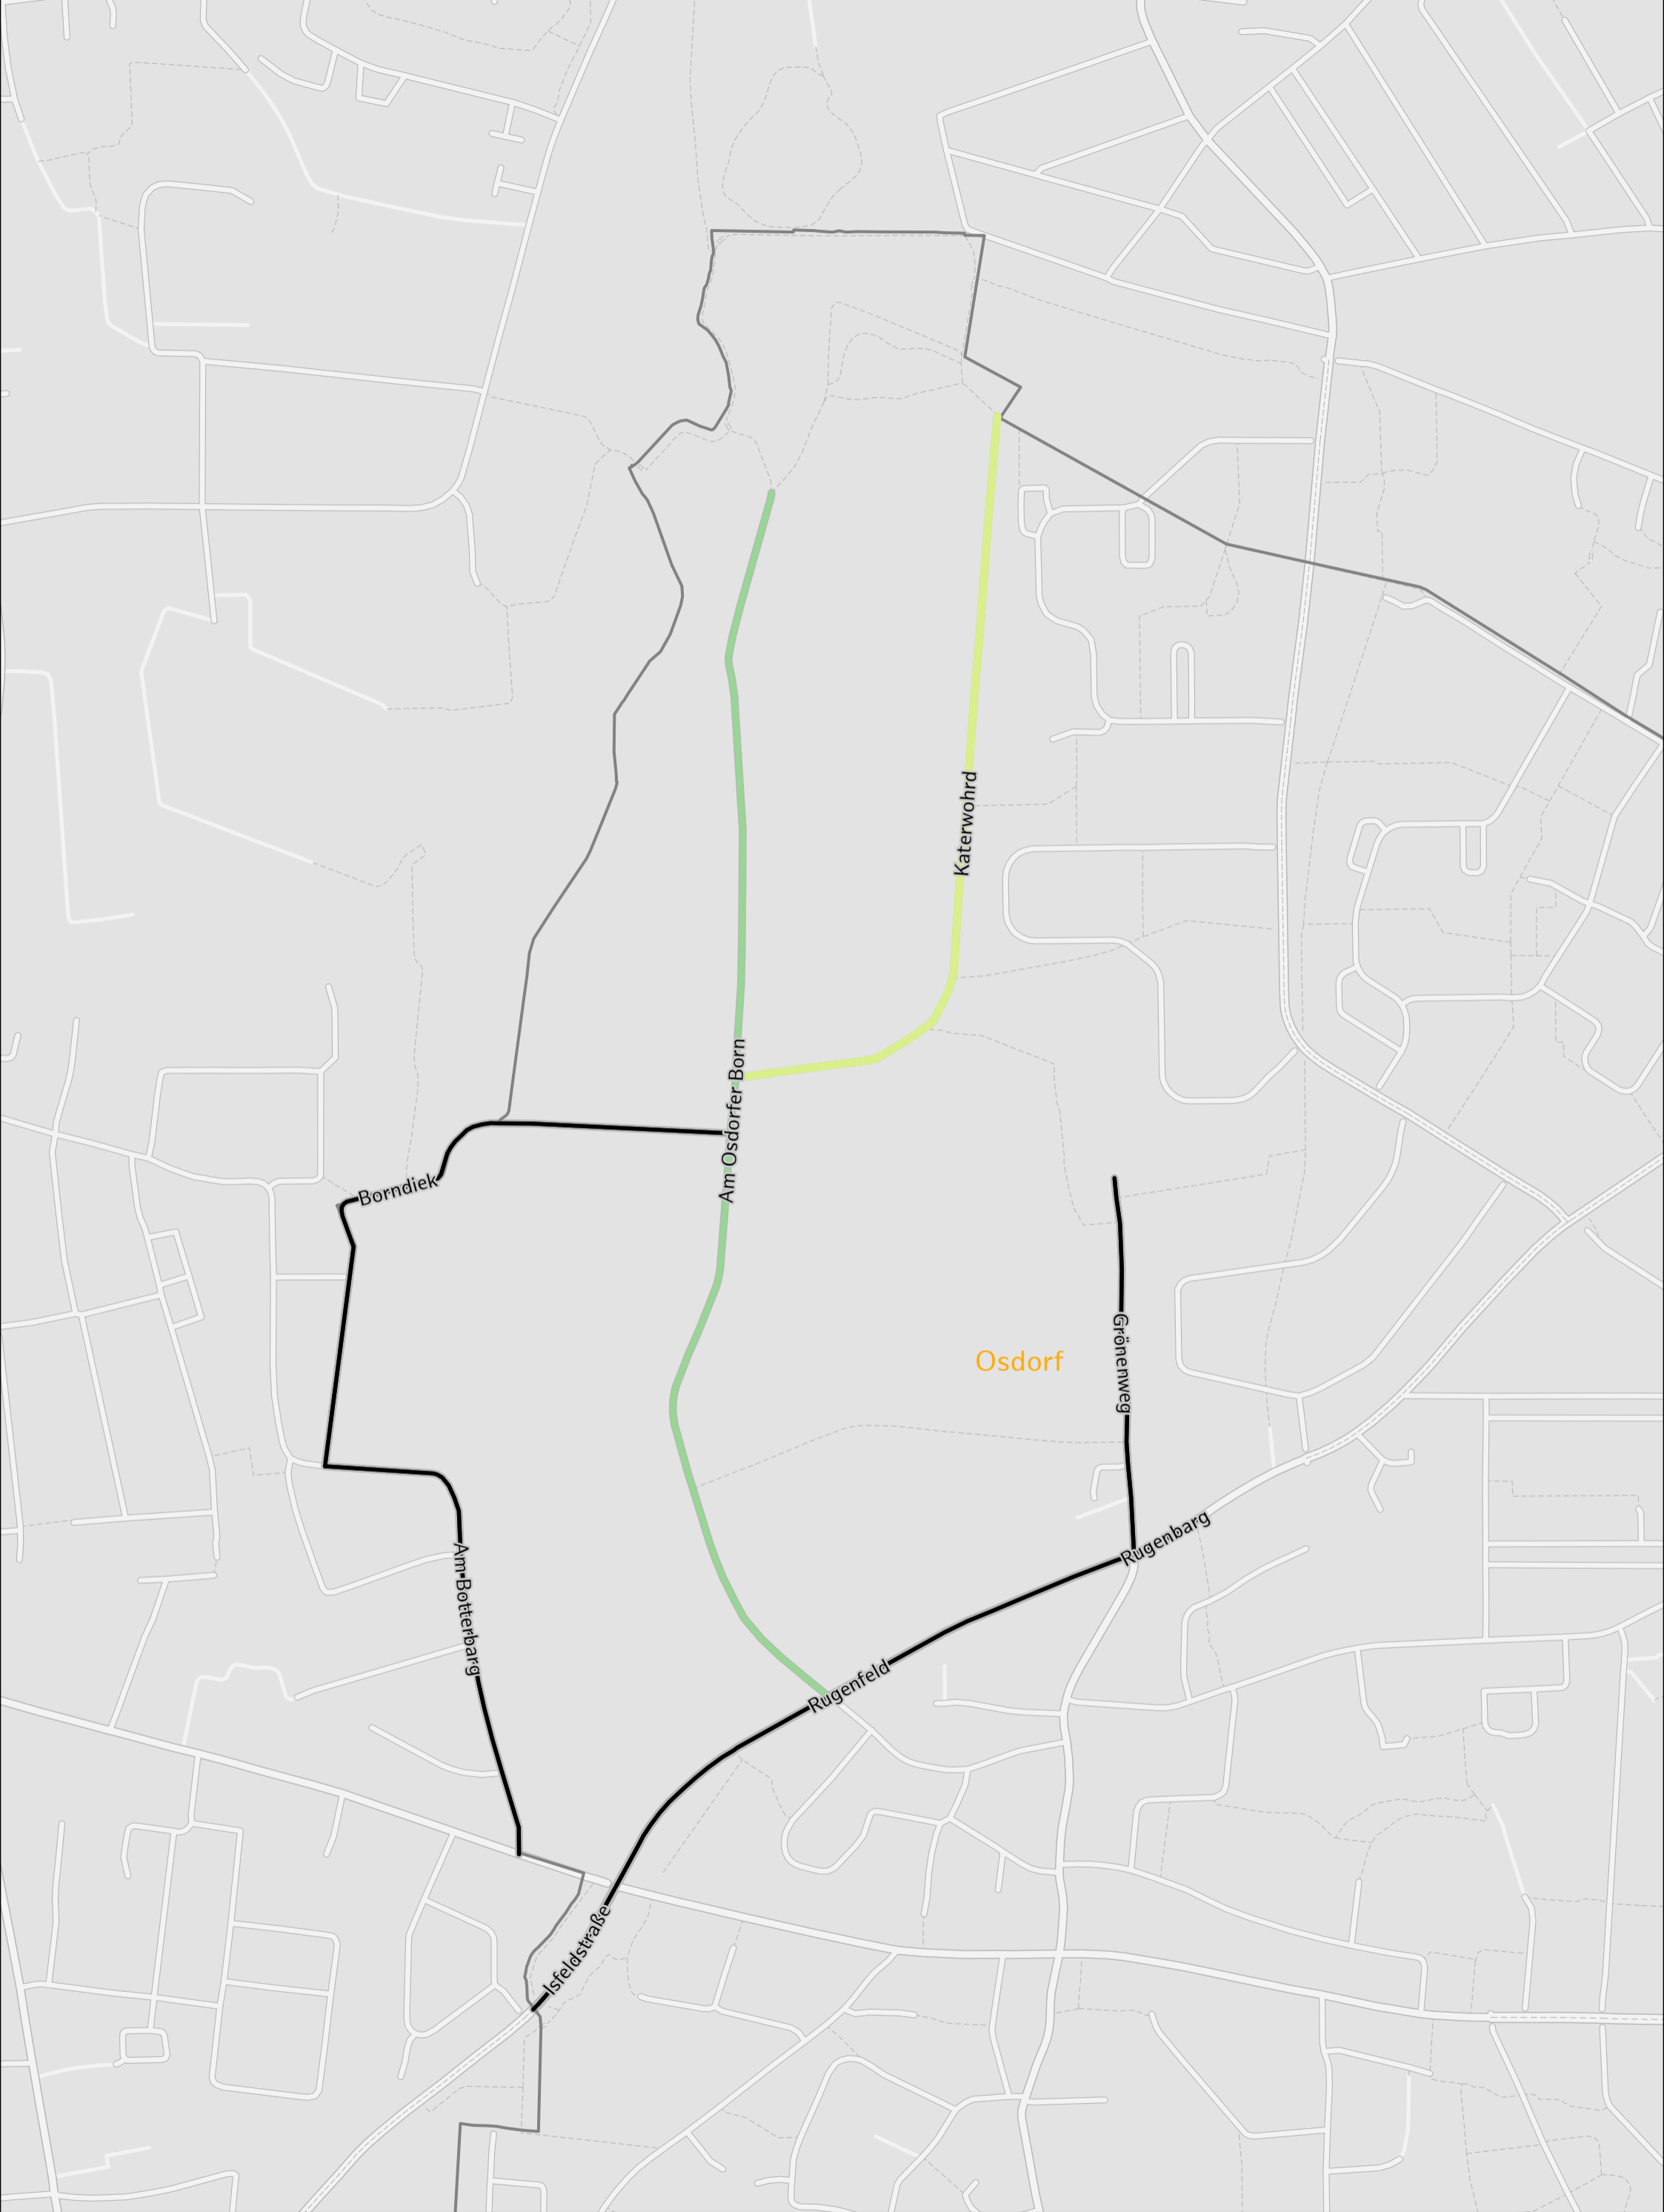 Katerwohrd
Am Osdorfer Born
Borndiek
Grönenweg
Osdorf
Rugenbarg
Am Botterbarg
Rugenfeld
Isfeldstraße